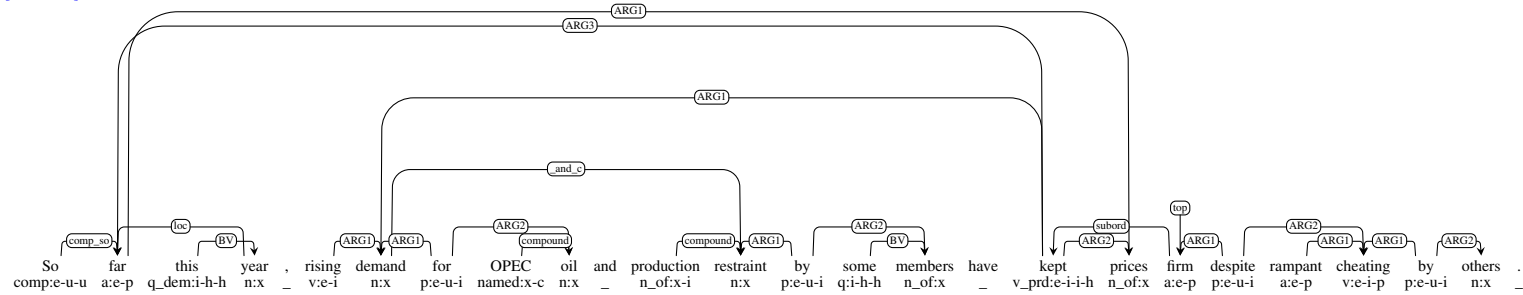 ARG1
ARG3
ARG1
_and_c
top
loc ARG2 ARG2 subord ARG2
comp_so BV ARG1 ARG1 compound compound ARG1 BV ARG2 ARG1 ARG1 ARG1 ARG2
So far this year , rising demand for OPEC oil and production restraint by some members have kept prices firm despite rampant cheating by others .
comp:e-u-u a:e-p q_dem:i-h-h n:x _ v:e-i n:x p:e-u-i named:x-c n:x _ n_of:x-i n:x p:e-u-i q:i-h-h n_of:x _ v_prd:e-i-i-h n_of:x a:e-p p:e-u-i a:e-p v:e-i-p p:e-u-i n:x _